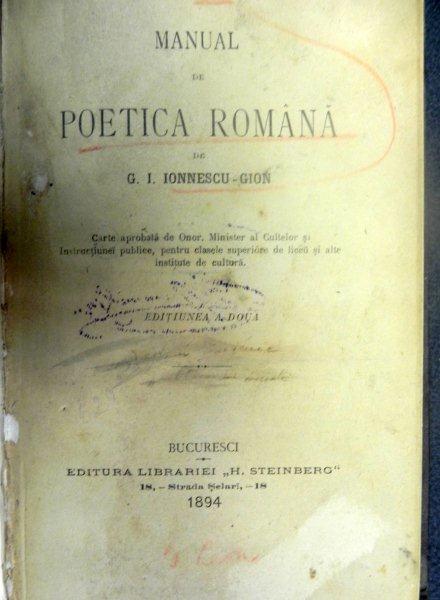 MANUAL
DE
POETICA ROMÂNĂ
DE
G. I. IONNESCU-GION
Carte aprobată de Onor. Minister al Cultelor și
Instrucțiunei publice, pentru clasele superióre de liceŭ și alte
institute de cultură.
EDIȚIUNEA A DOUA
BUCURESCI
EDITURA LIBRARIEI „H. STEINBERG“
18, – Strada Șelari, –18
1894